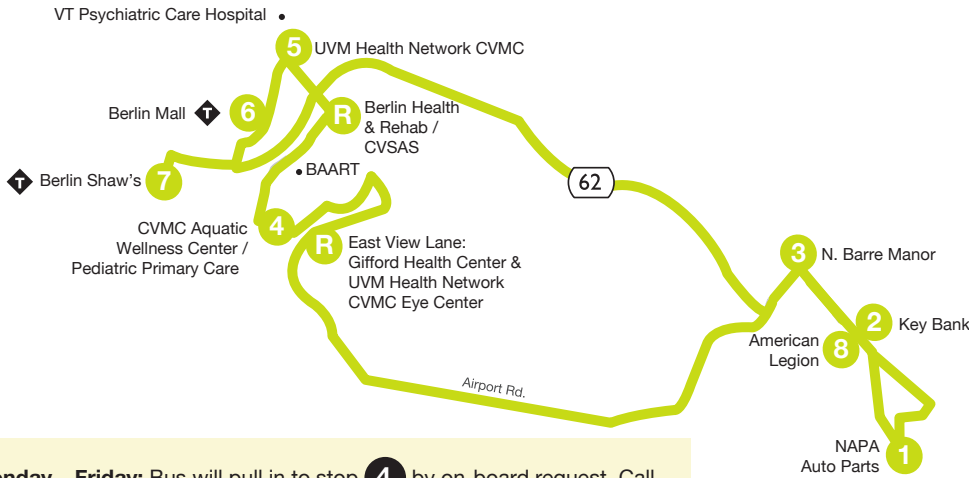 VT Psychiatric Care Hospital •
5
UVM Health Network CVMC
Berlin Mall
T
6
R
Berlin Health
& Rehab /
CVSAS
• BAART
T
Berlin Shaw's
7
62
4
CVMC Aquatic
Wellness Center /
Pediatric Primary Care
R
East View Lane:
Gifford Health Center &
UVM Health Network
CVMC Eye Center
3
N. Barre Manor
2
Key Bank
American
Legion
8
Airport Rd.
NAPA
Auto Parts
1
Friday: Bus will pull in to stop 4 by on-board request. Call